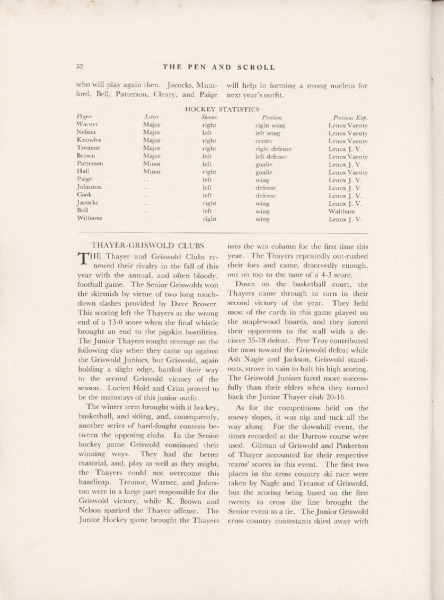 52
THE PEN AND SCROLL
who will play again then. Jacocks, Mum-
ford, Bell, Patterson, Cleary, and Paige
will help in forming a strong nucleus for
next year's outfit.
HOCKEY STATISTICS
Player Letter Shoots Position Previous Exp.
Warner Major right right wing Lenox Varsity
Nelson Major left left wing Lenox Varsity
Knowles Major right center Lenox Varsity
Treanor Major right right defense Lenox J. V.
Brown Major left left defense Lenox Varsity
Patterson Minor left goalie Lenox J. V.
Hall Minor right goalie Lenox Varsity
Paige .. left wing Lenox J. V.
Johnston .. left defense Lenox J. V.
Cook .. left defense Lenox J. V.
Jacocks .. right wing Lenox J. V.
Bell .. left wing Waltham
Williams .. right wing Lenox J. V.
THAYER-GRISWOLD CLUBS
THE Thayer and Griswold Clubs re-
newed their rivalry in the fall of this
year with the annual, and often bloody,
football game. The Senior Griswolds won
the skirmish by virtue of two long touch-
down dashes provided by Dave Brower.
This scoring left the Thayers at the wrong
end of a 13-0 score when the final whistle
brought an end to the pigskin hostilities.
The Junior Thayers sought revenge on the
following day when they came up against
the Griswold Juniors, but Griswold, again
holding a slight edge, battled their way
to the second Griswold victory of the
season. Lucien Hold and Crim proved to
be the mainstays of this junior outfit.
The winter term brought with it hockey,
basketball, and skiing, and, consequently,
another series of hard-fought contests be-
tween the opposing clubs. In the Senior
hockey game Griswold continued their
winning ways. They had the better
material, and, play as well as they might,
the Thayers could not overcome this
handicap. Treanor, Warner, and Johns-
ton were in a large part responsible for the
Griswold victory, while K. Brown and
Nelson sparked the Thayer offense. The
Junior Hockey game brought the Thayers
into the win column for the first time this
year. The Thayers repeatedly out-rushed
their foes and came, deservedly enough,
out on top to the tune of a 4-3 score.
Down on the basketball court, the
Thayers came through to turn in their
second victory of the year. They held
most of the cards in this game played on
the maplewood boards, and they forced
their opponents to the wall with a de-
cisive 35-18 defeat. Pete Troy contributed
the most toward the Griswold defeat while
Ash Nagle and Jackson, Griswold stand-
outs, strove in vain to halt his high scoring.
The Griswold Juniors fared more success-
fully than their elders when they turned
back the Junior Thayer club 20-16.
As for the competitions held on the
snowy slopes, it was nip and tuck all the
way along. For the downhill event, the
times recorded at the Darrow course were
used. Gilman of Griswold and Pinkerton
of Thayer accounted for their respective
teams' scores in this event. The first two
places in the cross country ski race were
taken by Nagle and Treanor of Griswold,
but the scoring being based on the first
twenty to cross the line brought the
Senior event to a tie. The Junior Griswold
cross country contestants skied away with